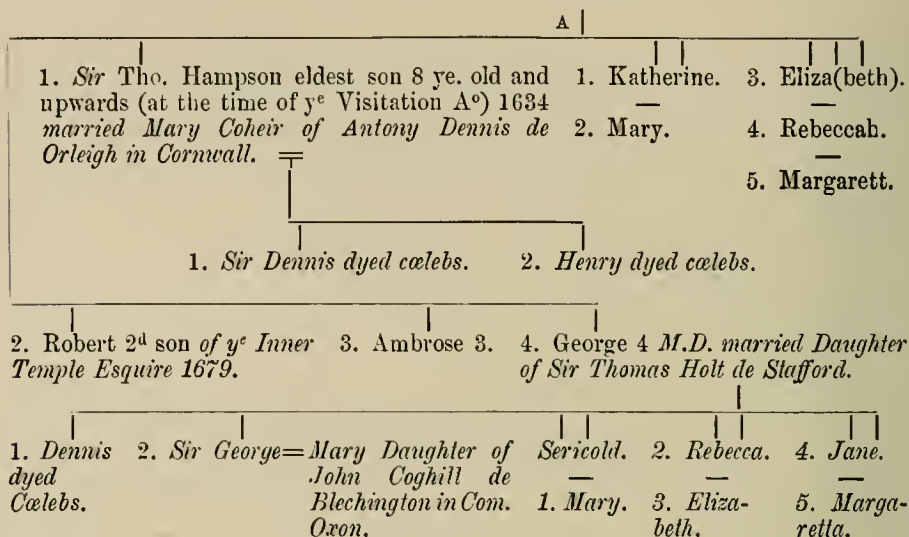 A
1. Sir Tho. Hampson eldest son 8 ye. old and
upwards (at the time of yᵉ Visitation Aº) 1634
married Mary Coheir of Antony Dennis de
Orleigh in Cornwall.
1. Katherine.
2. Mary.
3. Eliza(beth).
4. Rebeccah.
5. Margarett.
1. Sir Dennis dyed cœlebs. 2. Henry dyed cœlebs.
2. Robert 2ᵈ son of yᵉ Inner
Temple Esquire 1679.
3. Ambrose 3.
4. George 4 M.D. married Daughter
of Sir Thomas Holt de Stafford.
1. Dennis
dyed
Cœlebs.
2. Sir George=Mary Daughter of
John Coghill de
Blechington in Com.
Oxon.
Sericold.
1. Mary.
2. Rebecca.
3. Eliza-
beth.
4. Jane.
5. Marga-
retta.